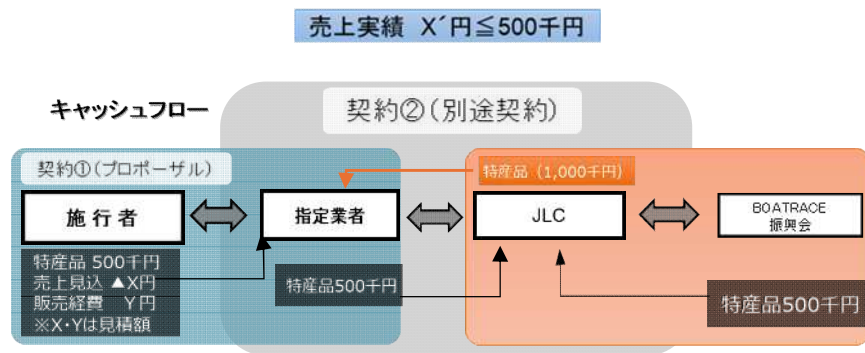 売上実績 X´円≦500千円
キャッシュフロー
契約②(別途契約)
契約①(プロポーザル)
特産品 (1,000千円)
施行者
指定業者
JLC
BOATRACE
振興会
特産品 500千円
売上見込 ▲X円
販売経費 Y円
※X・Yは見積額
特産品500千円
特産品500千円